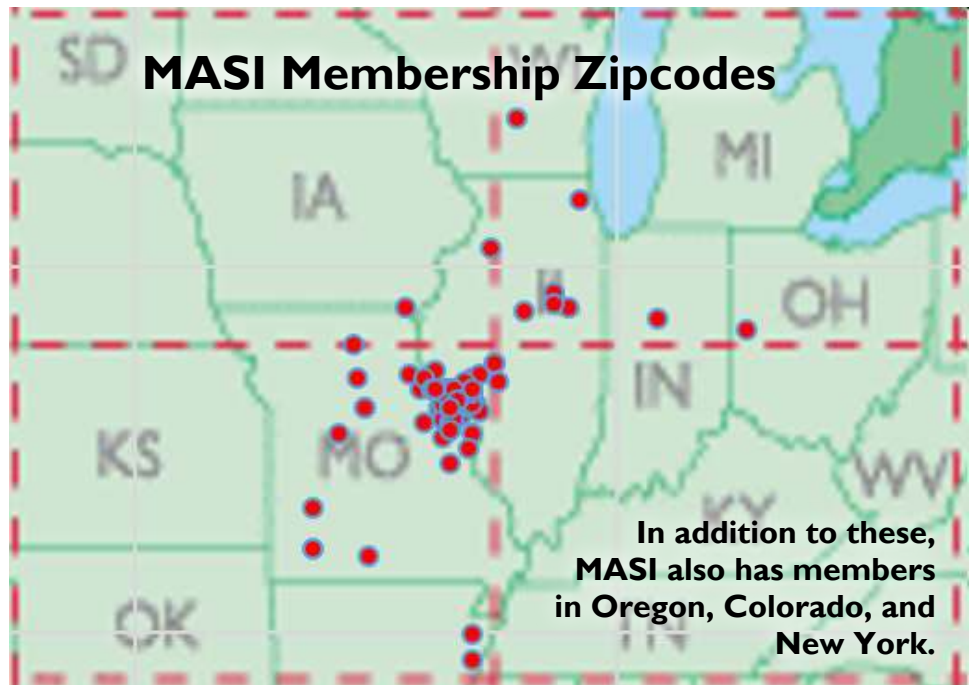 SD
WI
MASI Membership Zipcodes
MI
IA
IL
OH
IN
KS
MO
WV
KY
In addition to these,
MASI also has members
in Oregon, Colorado, and
New York.
OK
TN